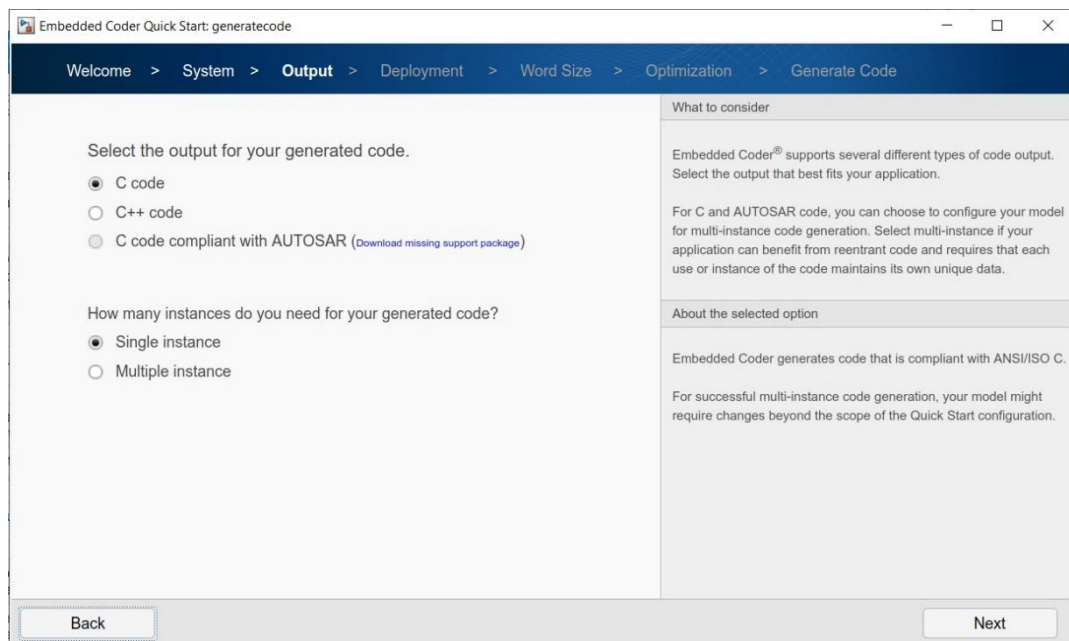 Embedded Coder Quick Start: generatecode
Welcome > System > Output > Deployment > Word Size > Optimization > Generate Code
Select the output for your generated code.
C code
C++ code
C code compliant with AUTOSAR (Download missing support package)
How many instances do you need for your generated code?
Single instance
Multiple instance
What to consider
Embedded Coder® supports several different types of code output.
Select the output that best fits your application.
For C and AUTOSAR code, you can choose to configure your model
for multi-instance code generation. Select multi-instance if your
application can benefit from reentrant code and requires that each
use or instance of the code maintains its own unique data.
About the selected option
Embedded Coder generates code that is compliant with ANSI/ISO C.
For successful multi-instance code generation, your model might
require changes beyond the scope of the Quick Start configuration.
Back
Next